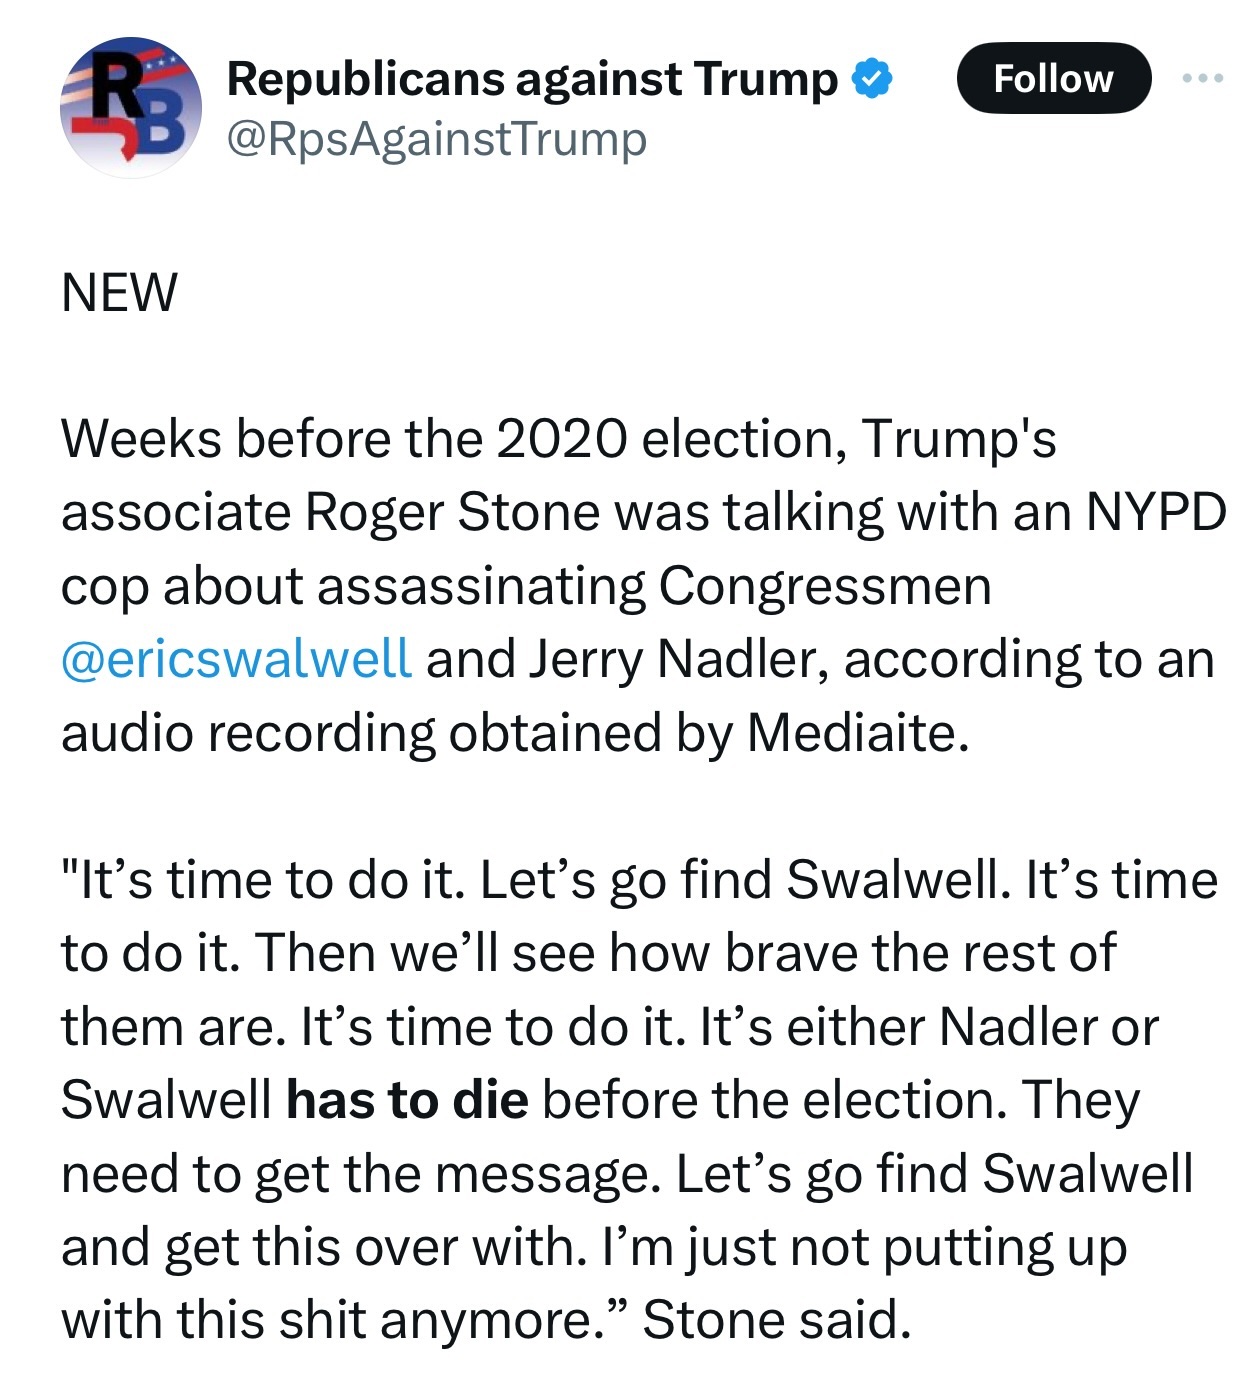 Republicans against Trump
Follow
@RpsAgainstTrump
NEW
Weeks before the 2020 election, Trump's
associate Roger Stone was talking with an NYPD
cop about assassinating Congressmen
@ericswalwell and Jerry Nadler, according to an
audio recording obtained by Mediaite.
"It’s time to do it. Let’s go find Swalwell. It’s time
to do it. Then we’ll see how brave the rest of
them are. It’s time to do it. It’s either Nadler or
Swalwell has to die before the election. They
need to get the message. Let’s go find Swalwell
and get this over with. I’m just not putting up
with this shit anymore.” Stone said.